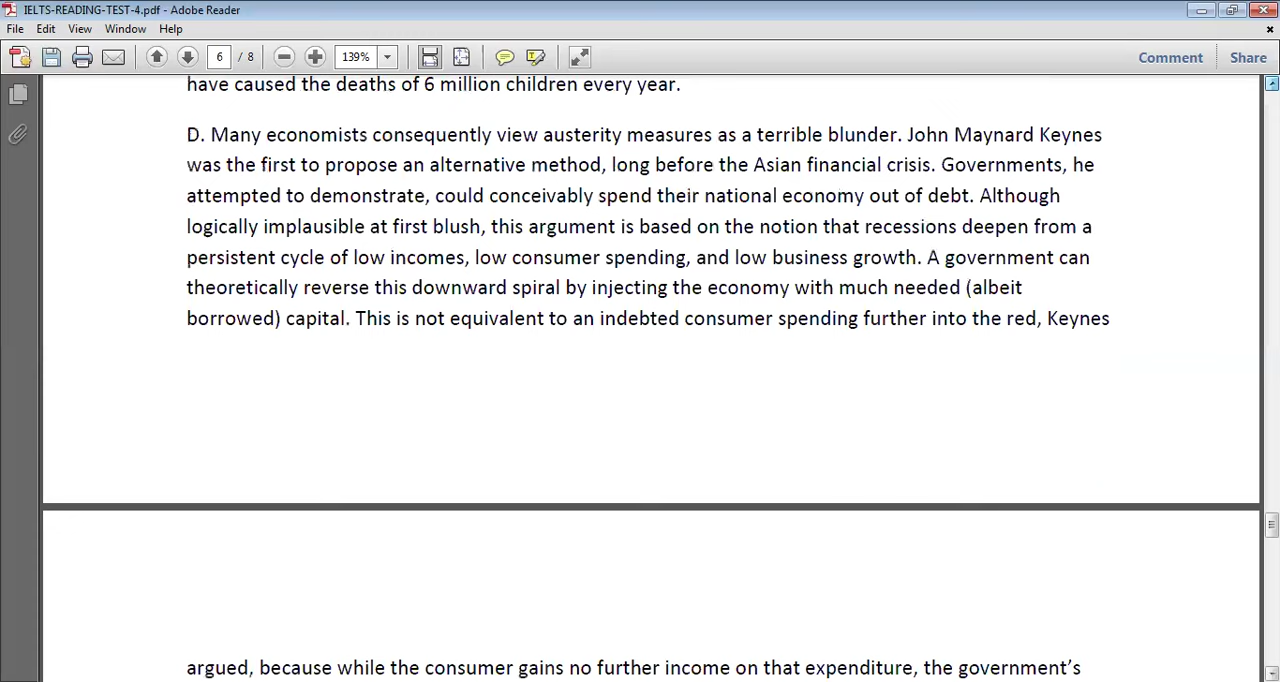 IELTS-READING-TEST-4.pdf - Adobe Reader
File Edit View Window Help
6 / 8 139% Comment Share
have caused the deaths of 6 million children every year.
D. Many economists consequently view austerity measures as a terrible blunder. John Maynard Keynes
was the first to propose an alternative method, long before the Asian financial crisis. Governments, he
attempted to demonstrate, could conceivably spend their national economy out of debt. Although
logically implausible at first blush, this argument is based on the notion that recessions deepen from a
persistent cycle of low incomes, low consumer spending, and low business growth. A government can
theoretically reverse this downward spiral by injecting the economy with much needed (albeit
borrowed) capital. This is not equivalent to an indebted consumer spending further into the red, Keynes
argued, because while the consumer gains no further income on that expenditure, the government’s